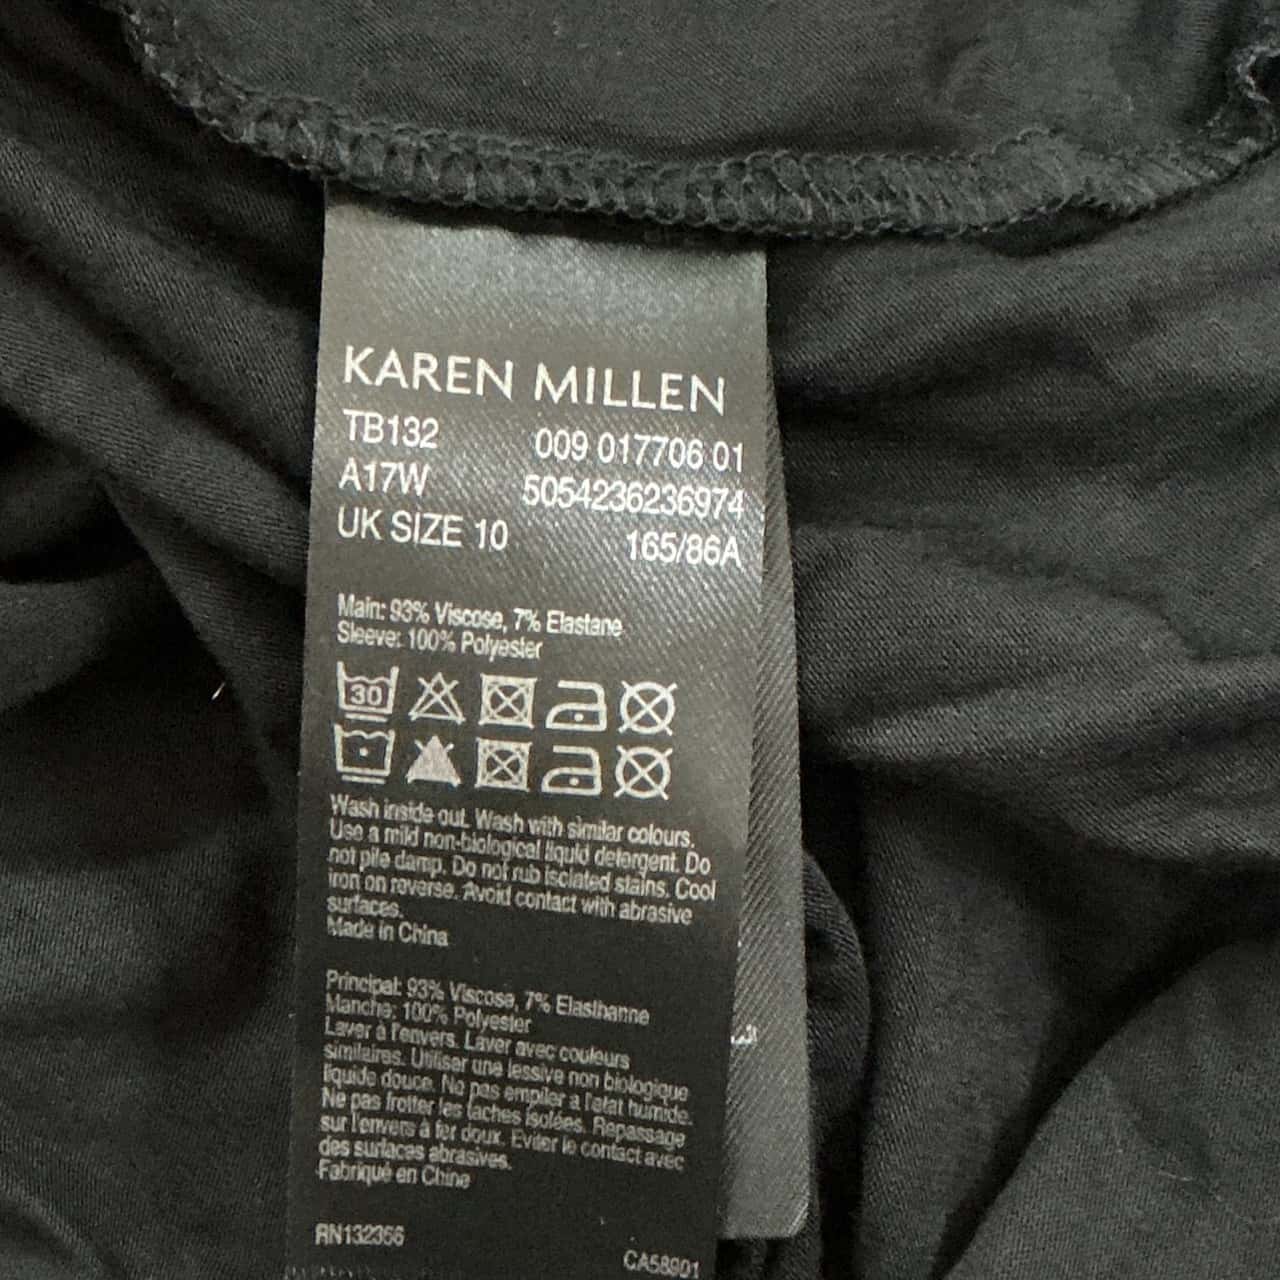 KAREN MILLEN
TB132 009 017706 01
A17W 5054236236974
UK SIZE 10 165/86A
Main: 93% Viscose, 7% Elastane
Sleeve: 100% Polyester
30
Wash inside out. Wash with similar colours.
Use a mild non-biological liquid detergent. Do
not pile damp. Do not rub isolated stains. Cool
iron on reverse. Avoid contact with abrasive
surfaces.
Made in China
Principal: 93% Viscose, 7% Elasthanne
Manche: 100% Polyester
Laver à l'envers. Laver avec couleurs
similaires. Utiliser une lessive non biologique
liquide douce. Ne pas empiler a l'etat humide.
Ne pas frotter les taches isolées. Repassage
sur l'envers à fer doux. Eviter le contact avec
des surfaces abrasives.
Fabriqué en Chine
RN132356
CA58901